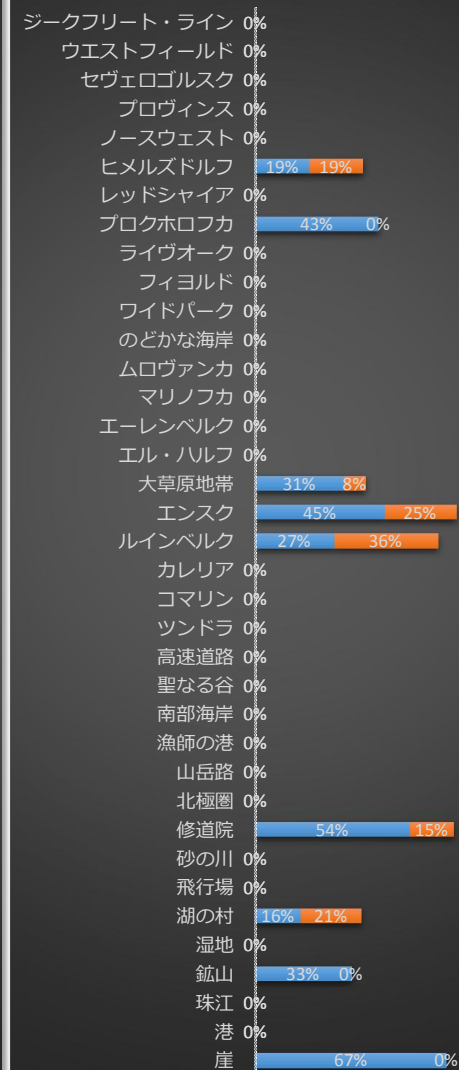 ジークフリート・ライン 0%
ウエストフィールド 0%
セヴェロゴルスク 0%
プロヴィンス 0%
ノースウェスト 0%
ヒメルズドルフ 19% 19%
レッドシャイア 0%
プロクホロフカ 43% 0%
ライヴオーク 0%
フィヨルド 0%
ワイドパーク 0%
のどかな海岸 0%
ムロヴァンカ 0%
マリノフカ 0%
エーレンベルク 0%
エル・ハルフ 0%
大草原地帯 31% 8%
エンスク 45% 25%
ルインベルク 27% 36%
カレリア 0%
コマリン 0%
ツンドラ 0%
高速道路 0%
聖なる谷 0%
南部海岸 0%
漁師の港 0%
山岳路 0%
北極圏 0%
修道院 54% 15%
砂の川 0%
飛行場 0%
湖の村 16% 21%
湿地 0%
鉱山 33% 0%
珠江 0%
港 0%
崖 67% 0%